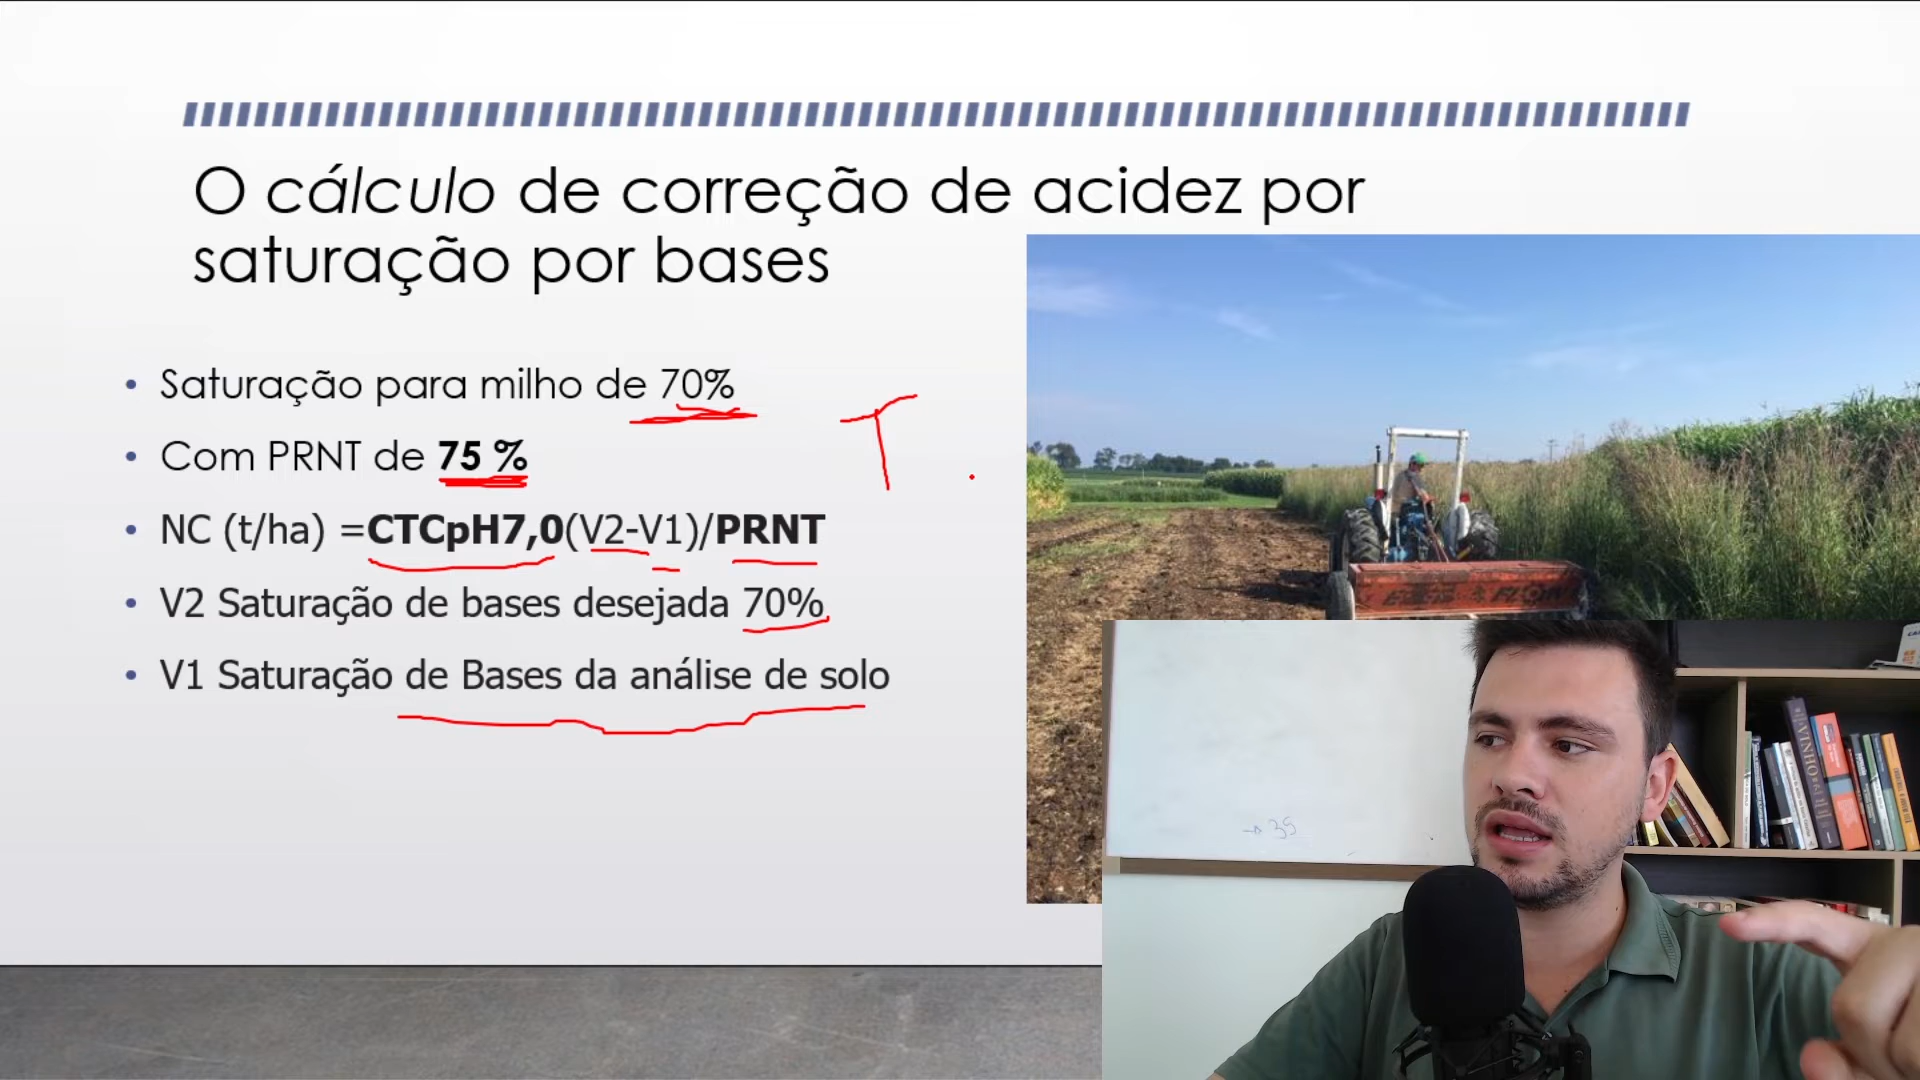 O cálculo de correção de acidez por
saturação por bases
• Saturação para milho de 70%
• Com PRNT de 75 %
• NC (t/ha) =CTCpH7,0(V2-V1)/PRNT
• V2 Saturação de bases desejada 70%
• V1 Saturação de Bases da análise de solo
T .
→ 35
VINHO